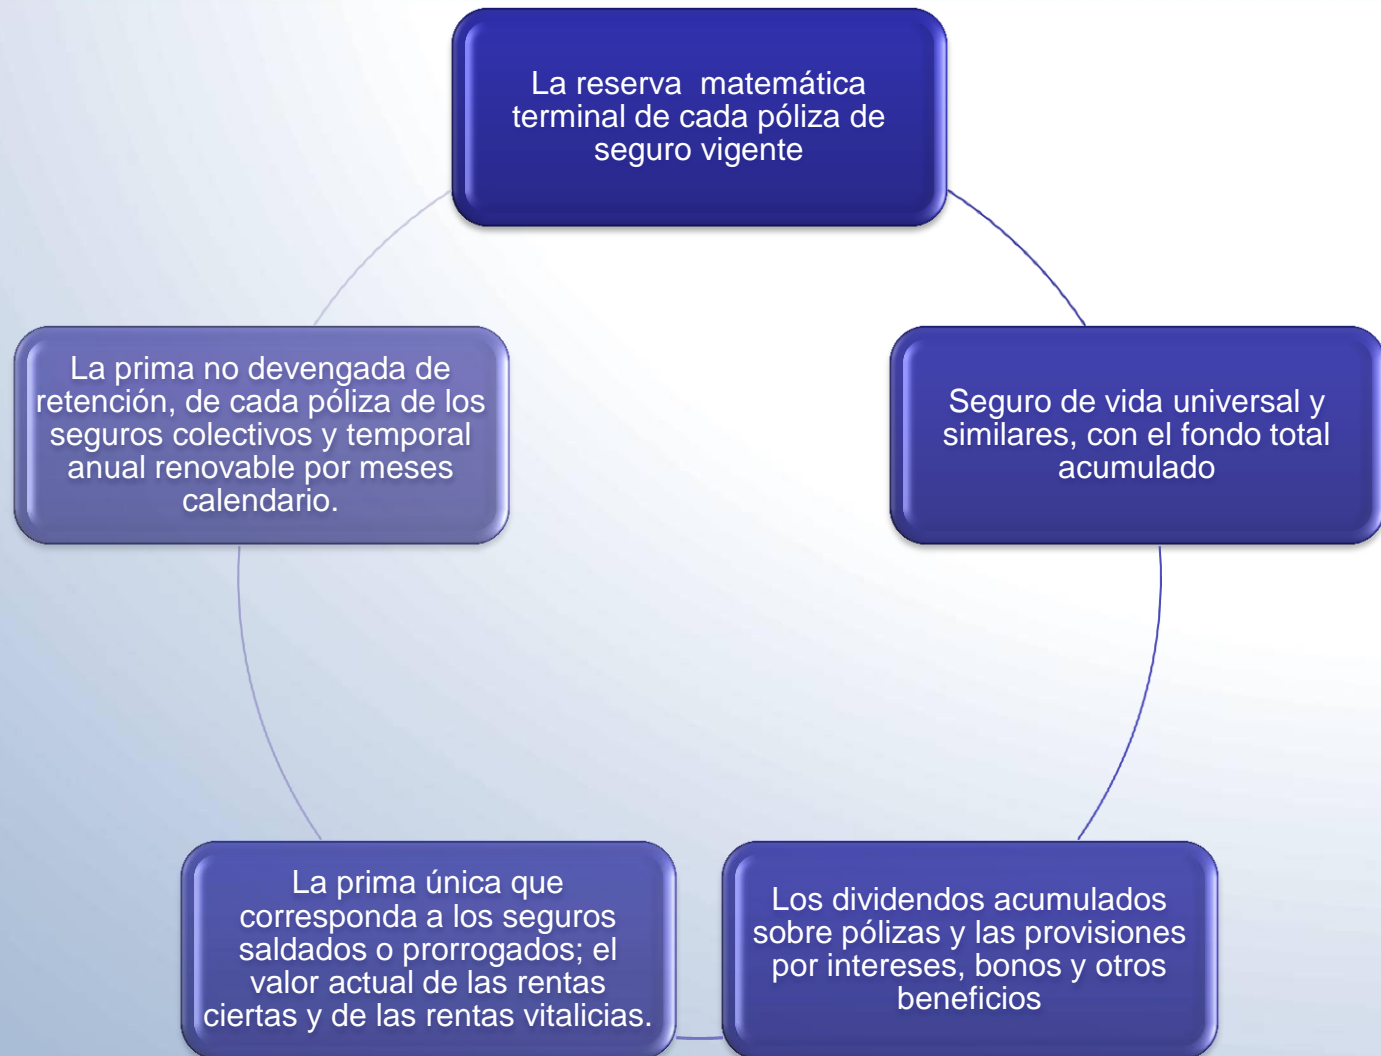 La reserva matemática
terminal de cada póliza de
seguro vigente
Seguro de vida universal y
similares, con el fondo total
acumulado
Los dividendos acumulados
sobre pólizas y las provisiones
por intereses, bonos y otros
beneficios
La prima única que
corresponda a los seguros
saldados o prorrogados; el
valor actual de las rentas
ciertas y de las rentas vitalicias.
La prima no devengada de
retención, de cada póliza de los
seguros colectivos y temporal
anual renovable por meses
calendario.